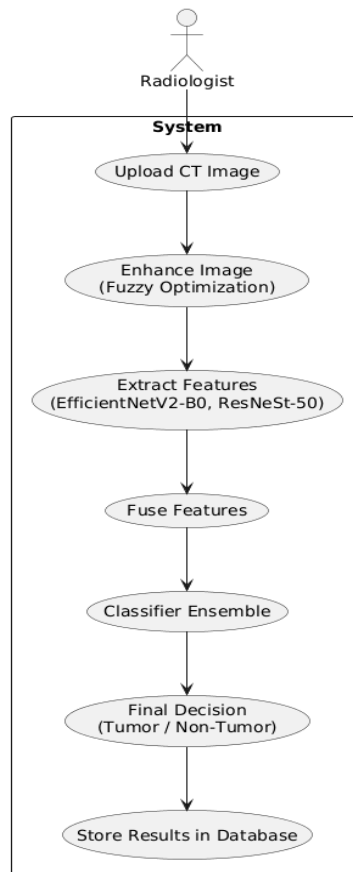 Radiologist
System
Upload CT Image
Enhance Image
(Fuzzy Optimization)
Extract Features
(EfficientNetV2-B0, ResNeSt-50)
Fuse Features
Classifier Ensemble
Final Decision
(Tumor / Non-Tumor)
Store Results in Database